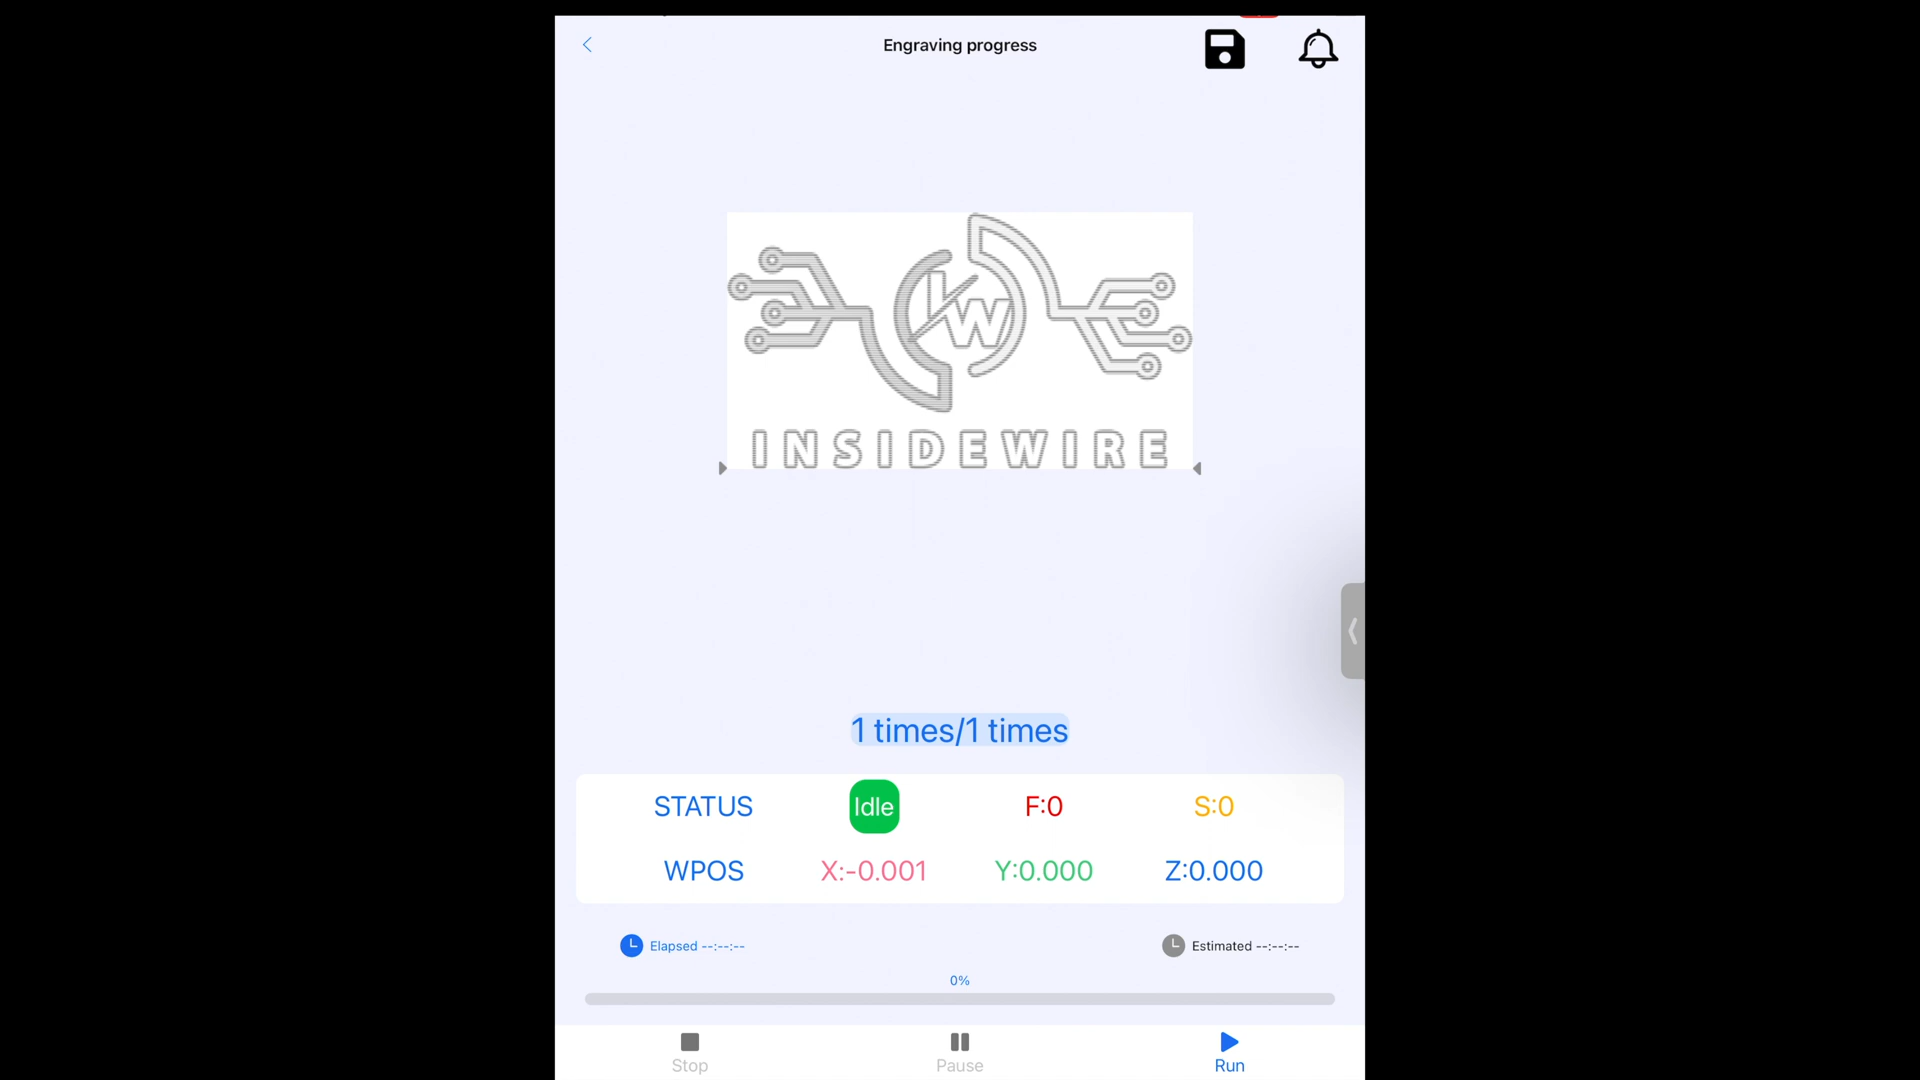 Engraving progress
W
INSIDEWIRE
1 times/1 times
STATUS Idle F:0 S:0
WPOS X:-0.001 Y:0.000 Z:0.000
Elapsed --:--:-- Estimated --:--:--
0%
Stop Pause Run